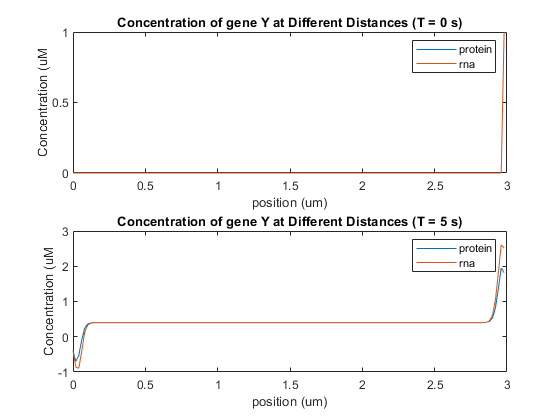 Concentration of gene Y at Different Distances (T = 0 s)
1
0.5
0
Concentration (uM
protein
rna
0 0.5 1 1.5 2 2.5 3
position (um)
Concentration of gene Y at Different Distances (T = 5 s)
3
2
1
0
-1
Concentration (uM
protein
rna
0 0.5 1 1.5 2 2.5 3
position (um)